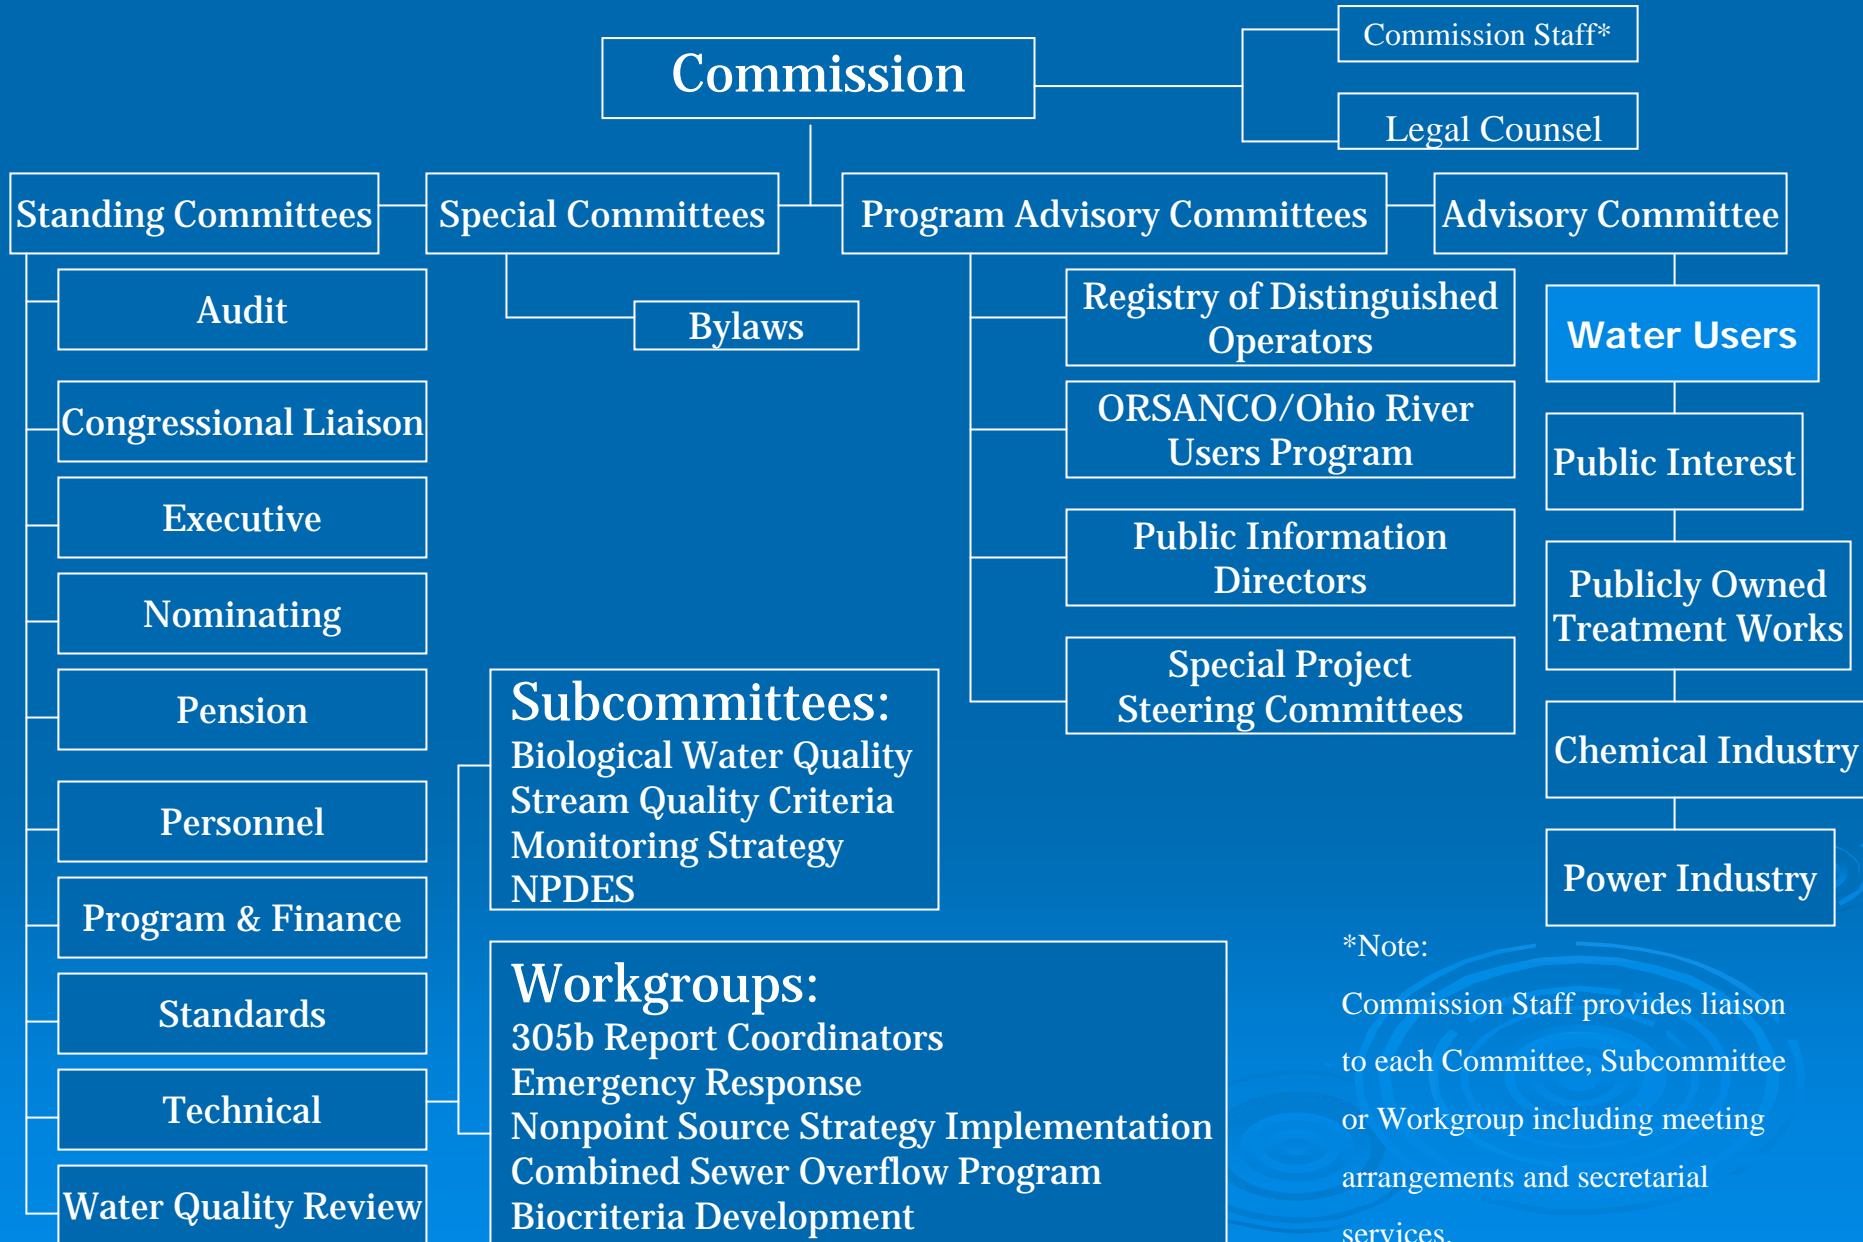 Commission
Commission Staff*
Legal Counsel
Standing Committees
Special Committees
Program Advisory Committees
Advisory Committee
Audit
Congressional Liaison
Executive
Nominating
Pension
Personnel
Program & Finance
Standards
Technical
Water Quality Review
Bylaws
Subcommittees:
Biological Water Quality
Stream Quality Criteria
Monitoring Strategy
NPDES
Workgroups:
305b Report Coordinators
Emergency Response
Nonpoint Source Strategy Implementation
Combined Sewer Overflow Program
Biocriteria Development
Registry of Distinguished
Operators
ORSANCO/Ohio River
Users Program
Public Information
Directors
Special Project
Steering Committees
Water Users
Public Interest
Publicly Owned
Treatment Works
Chemical Industry
Power Industry
*Note:
Commission Staff provides liaison
to each Committee, Subcommittee
or Workgroup including meeting
arrangements and secretarial
services.